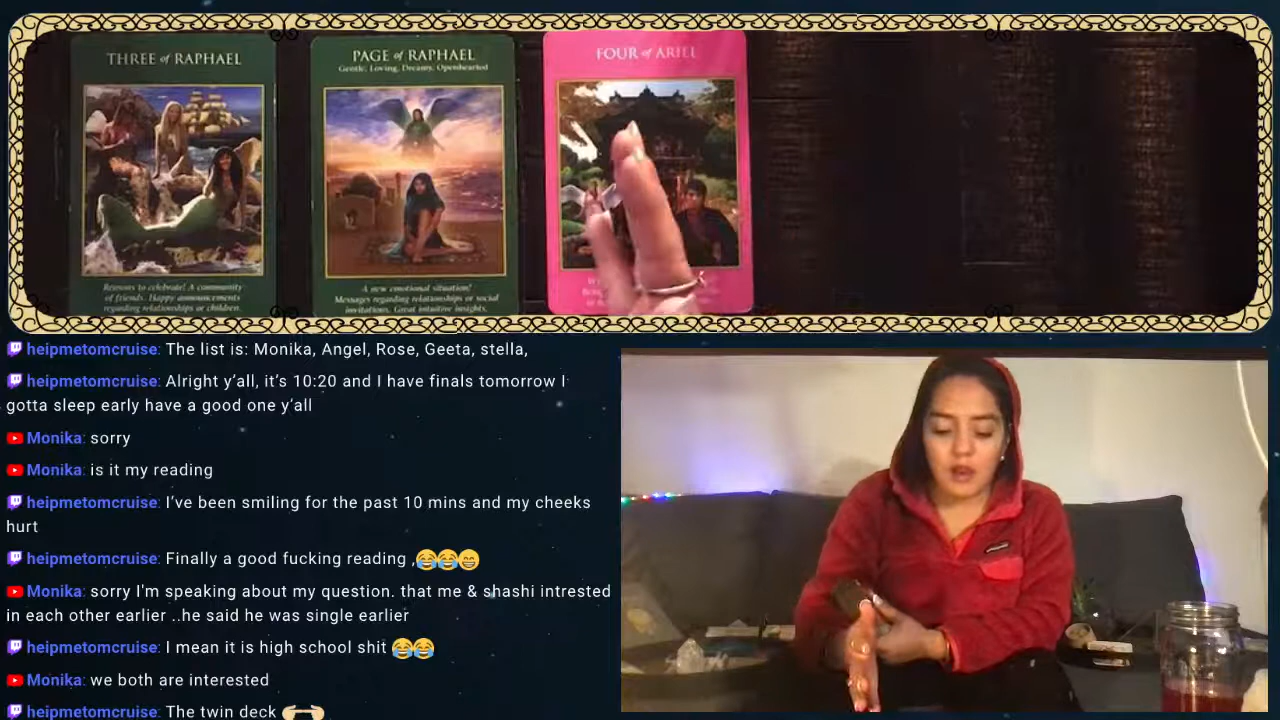 THREE of RAPHAEL
Reasons to celebrate! A community
of friends. Happy announcements
regarding relationships or children.
PAGE of RAPHAEL
Gentle, Loving, Dreamy, Openhearted
A new emotional situation!
Messages regarding relationships or social
invitations. Great intuitive insights.
FOUR of ARIEL
heipmetomcruise: The list is: Monika, Angel, Rose, Geeta, stella,
heipmetomcruise: Alright y'all, it's 10:20 and I have finals tomorrow I
gotta sleep early have a good one y'all
Monika: sorry
Monika: is it my reading
heipmetomcruise: I've been smiling for the past 10 mins and my cheeks
hurt
heipmetomcruise: Finally a good fucking reading ,😂😂😁
Monika: sorry I'm speaking about my question. that me & shashi intrested
in each other earlier ..he said he was single earlier
heipmetomcruise: I mean it is high school shit 😂😂
Monika: we both are interested
heipmetomcruise: The twin deck